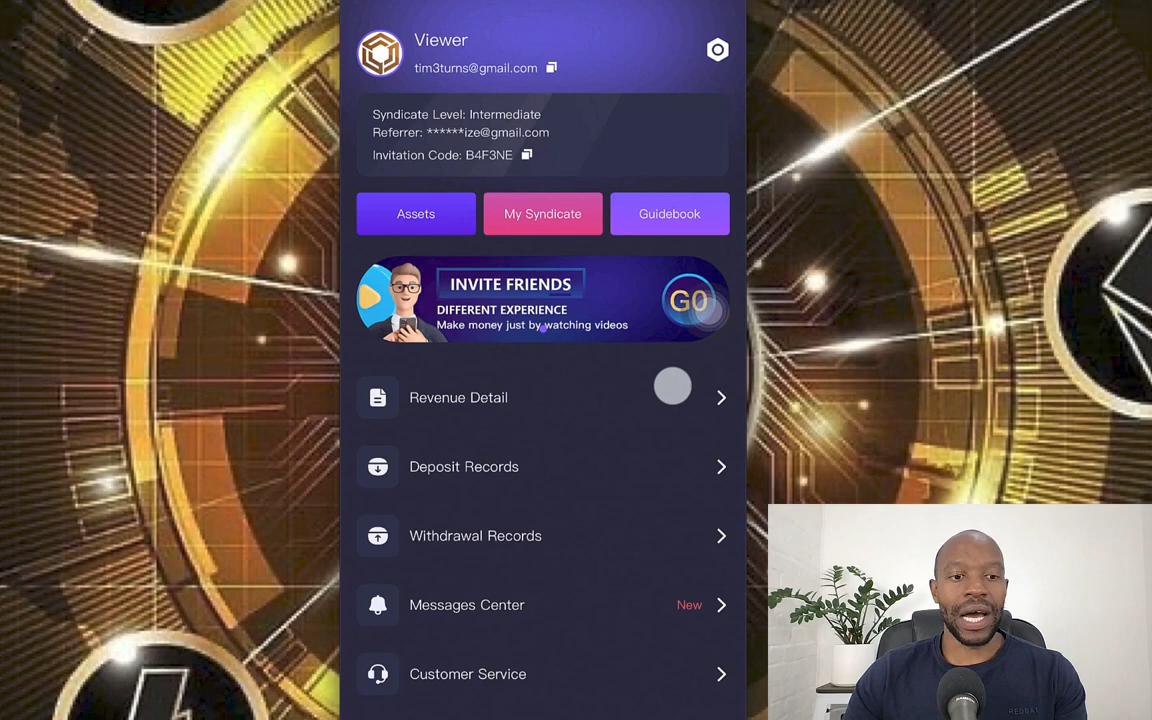 Viewer
tim3turns@gmail.com
Syndicate Level: Intermediate
Referrer: ******ize@gmail.com
Invitation Code: B4F3NE
Assets
My Syndicate
Guidebook
INVITE FRIENDS
DIFFERENT EXPERIENCE
Make money just by watching videos
GO
Revenue Detail
Deposit Records
Withdrawal Records
Messages Center
New
Customer Service